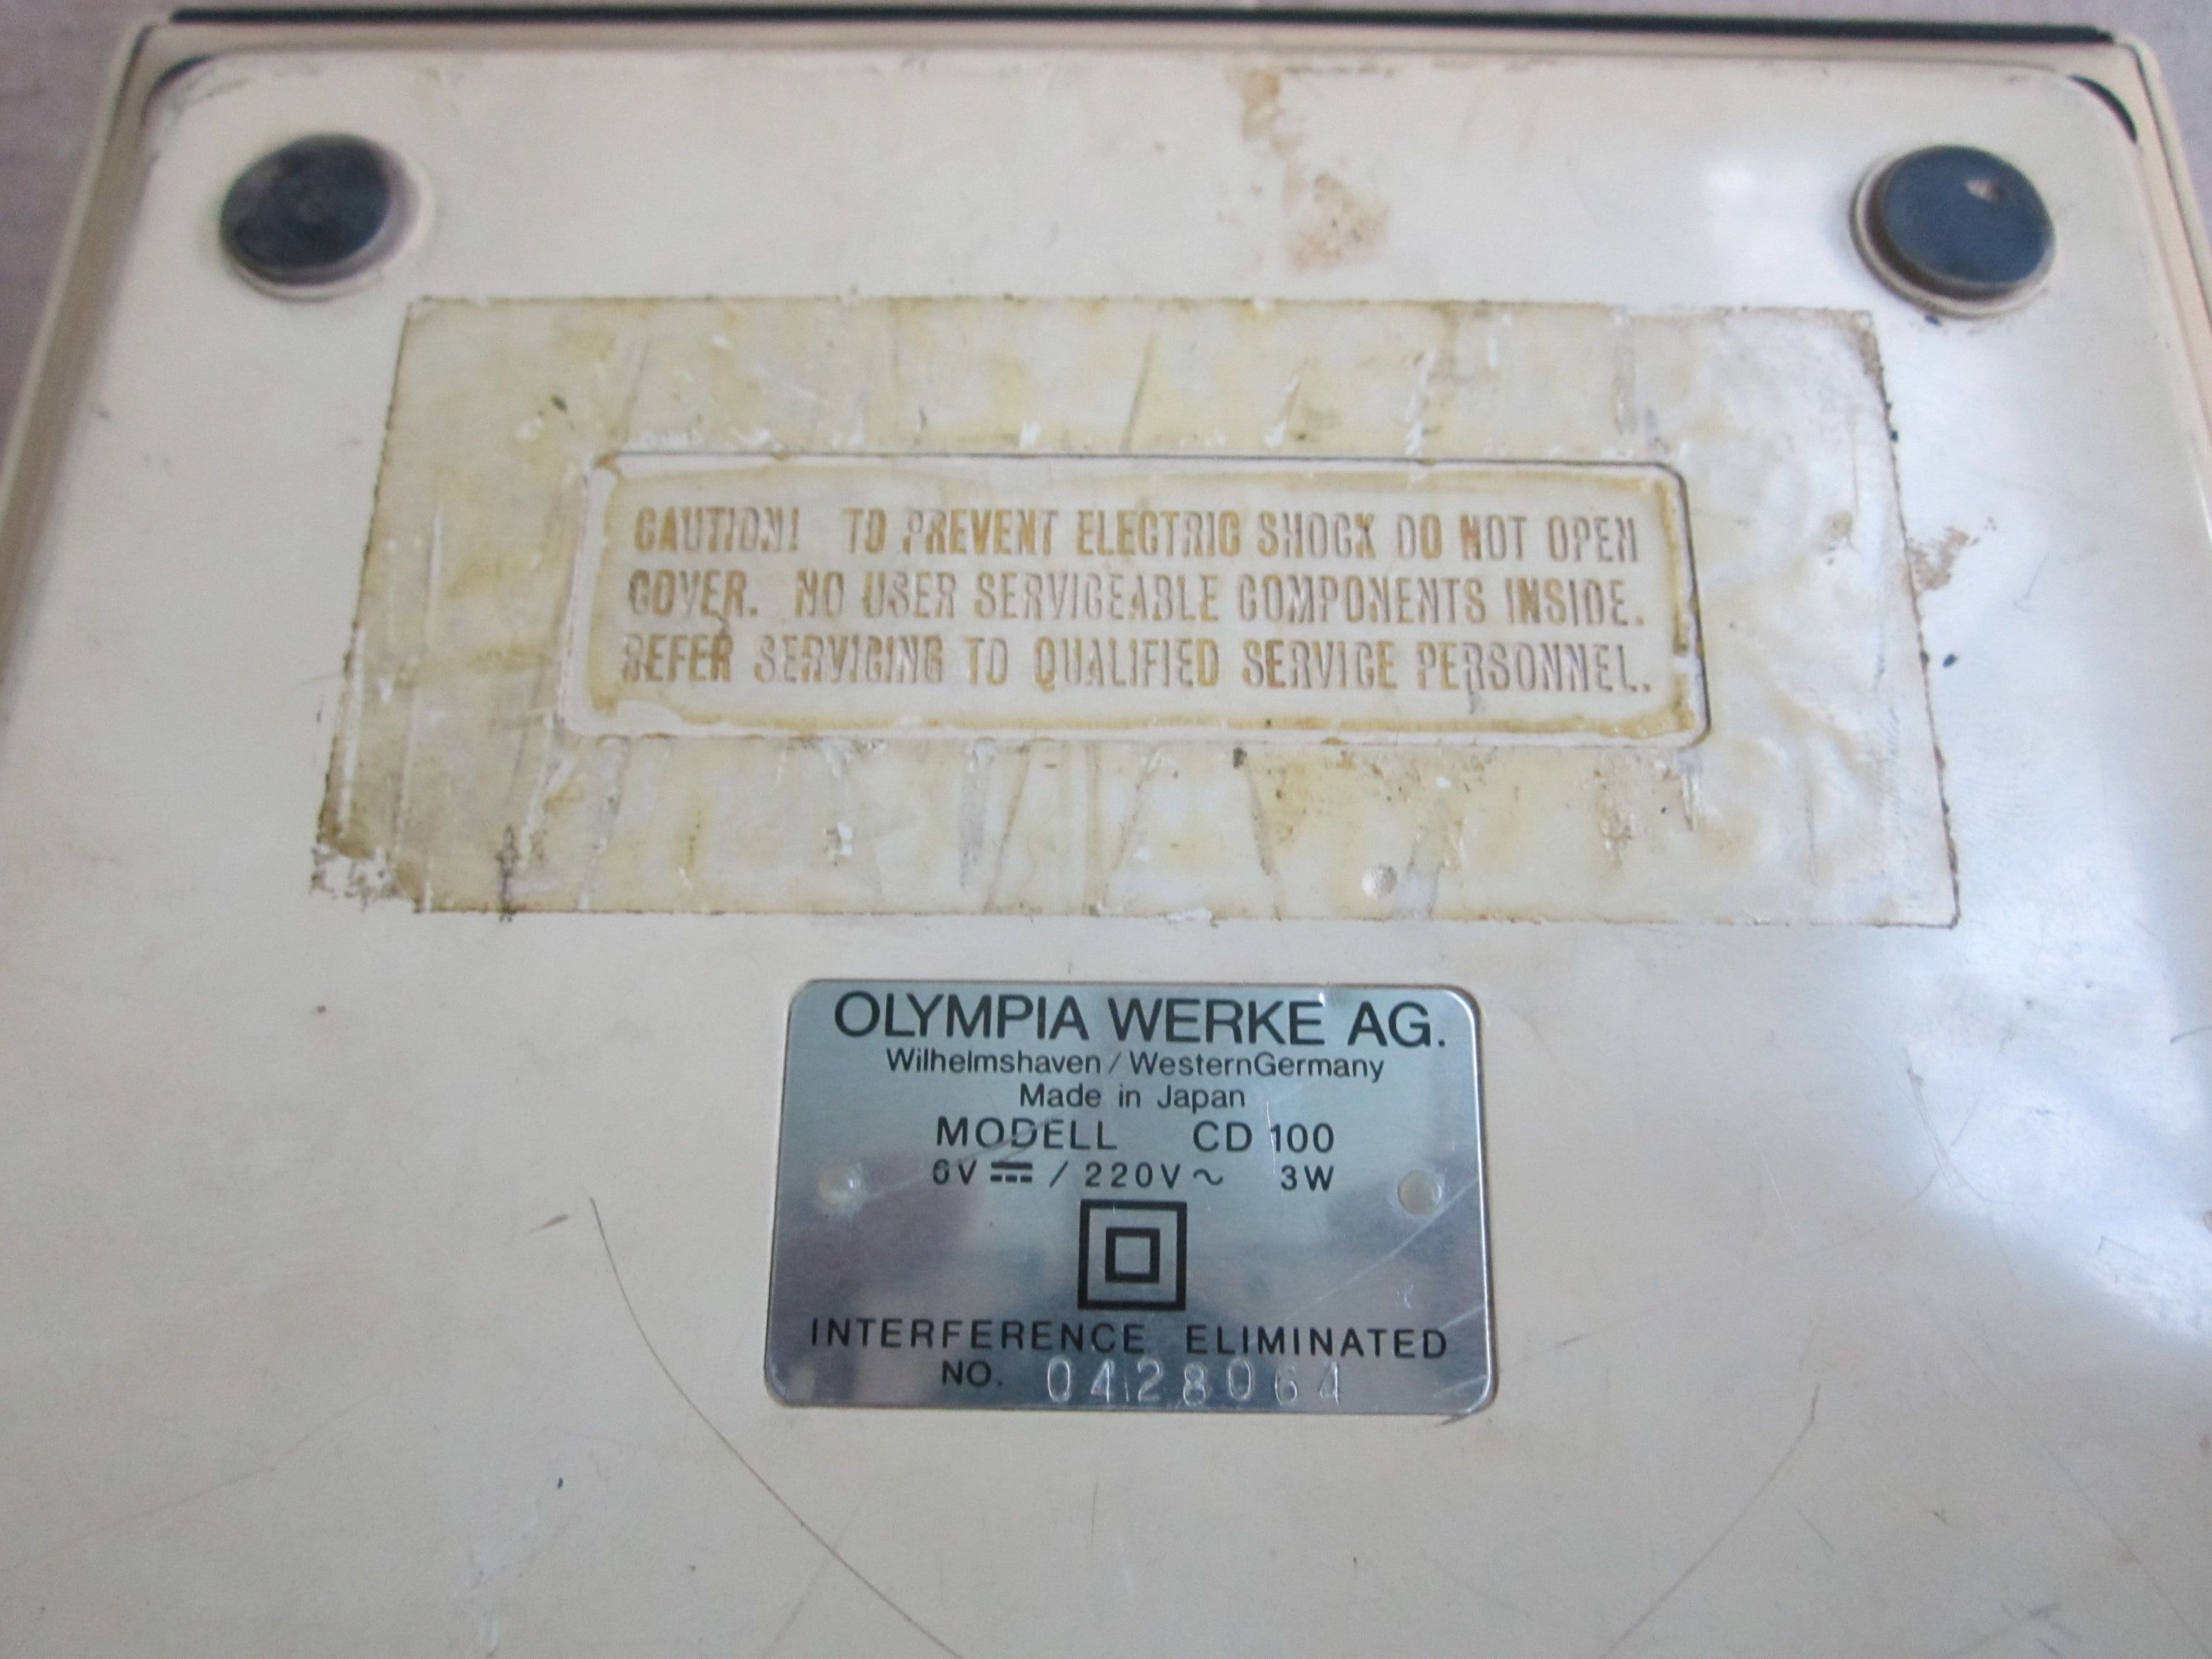 CAUTION! TO PREVENT ELECTRIC SHOCK DO NOT OPEN
COVER. NO USER SERVICEABLE COMPONENTS INSIDE.
REFER SERVICING TO QUALIFIED SERVICE PERSONNEL.
OLYMPIA WERKE AG.
Wilhelmshaven / WesternGermany
Made in Japan
MODELL CD 100
6V ⎓ / 220V ~ 3W
INTERFERENCE ELIMINATED
NO. 0428064